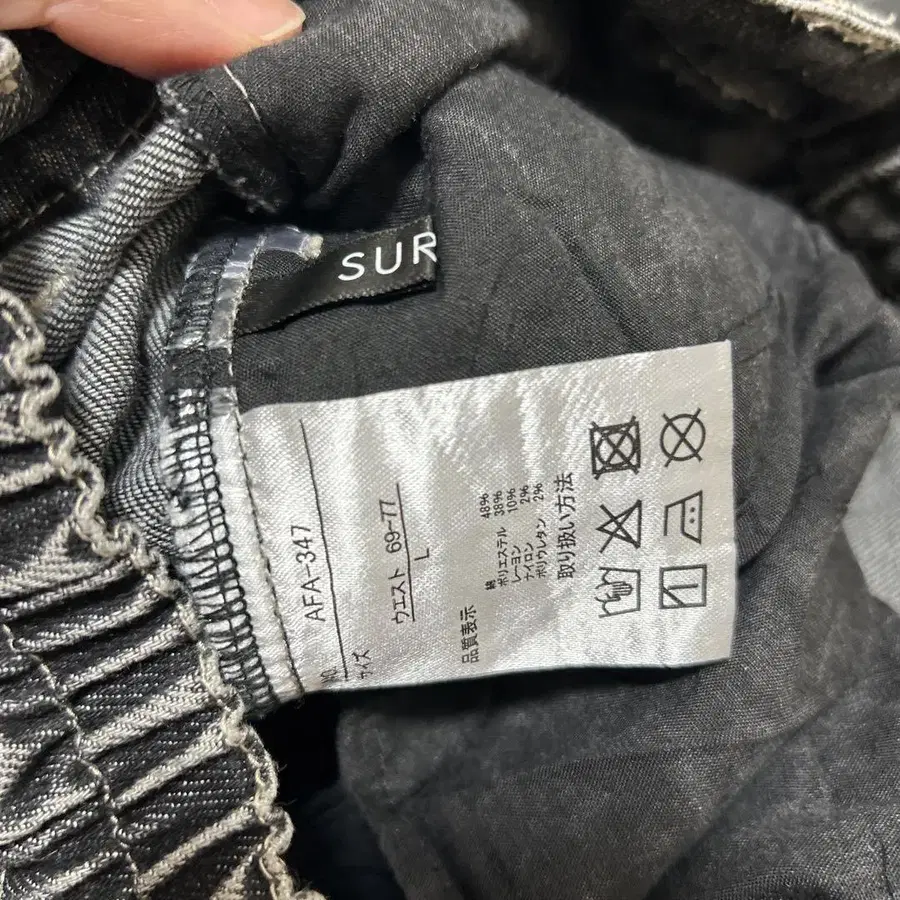 SUR
AFA-347
サイズ
ウエスト 69-77
L
品質表示
綿 48%
ポリエステル 38%
レーヨン 10%
ナイロン 2%
ポリウレタン 2%
取り扱い方法